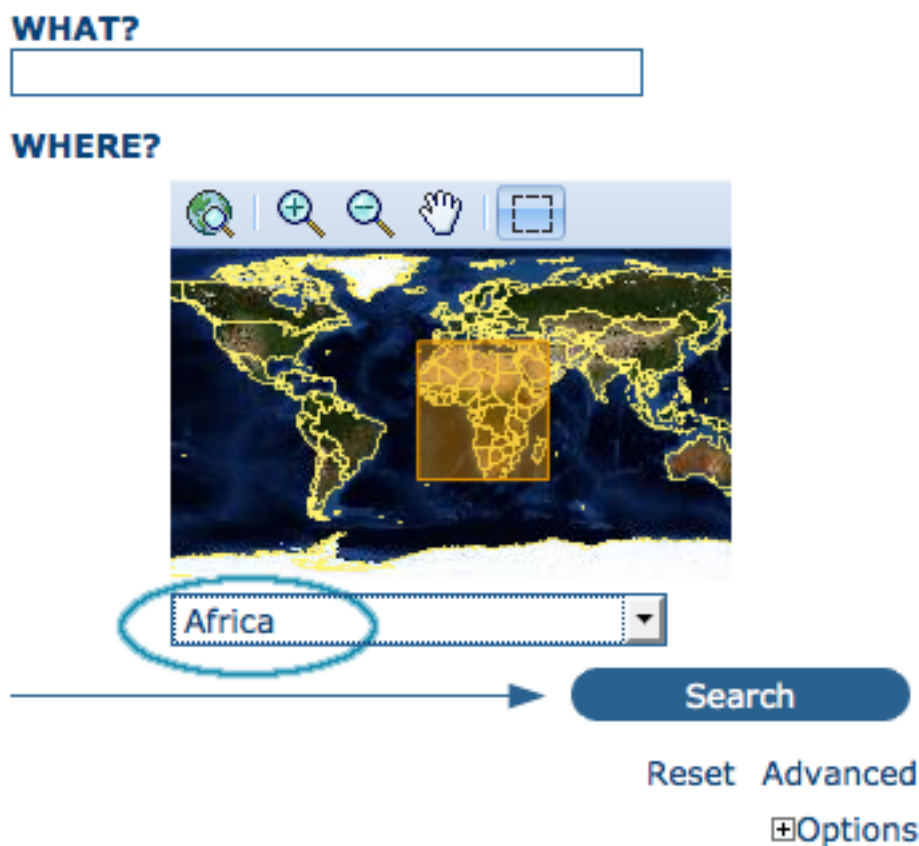 WHAT?
WHERE?
Africa
Search
Reset Advanced
Options